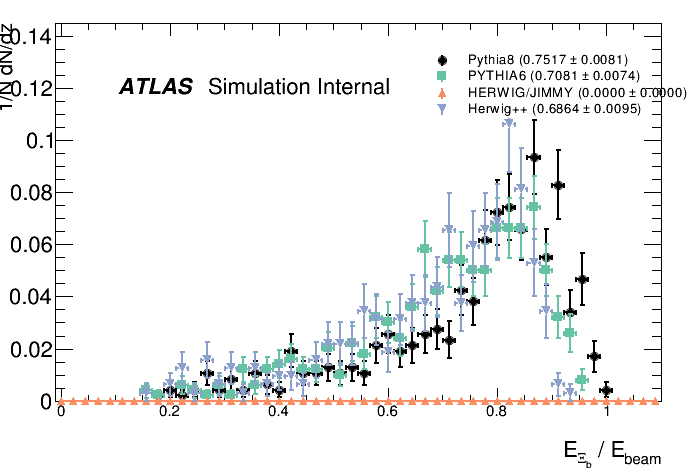 1/N dN/dz
0.14
0.12
0.1
0.08
0.06
0.04
0.02
0
ATLAS Simulation Internal
Pythia8 (0.7517 ± 0.0081)
PYTHIA6 (0.7081 ± 0.0074)
HERWIG/JIMMY (0.0000 ± 0.0000)
Herwig++ (0.6864 ± 0.0095)
0 0.2 0.4 0.6 0.8 1
E_Ξ_b / E_beam